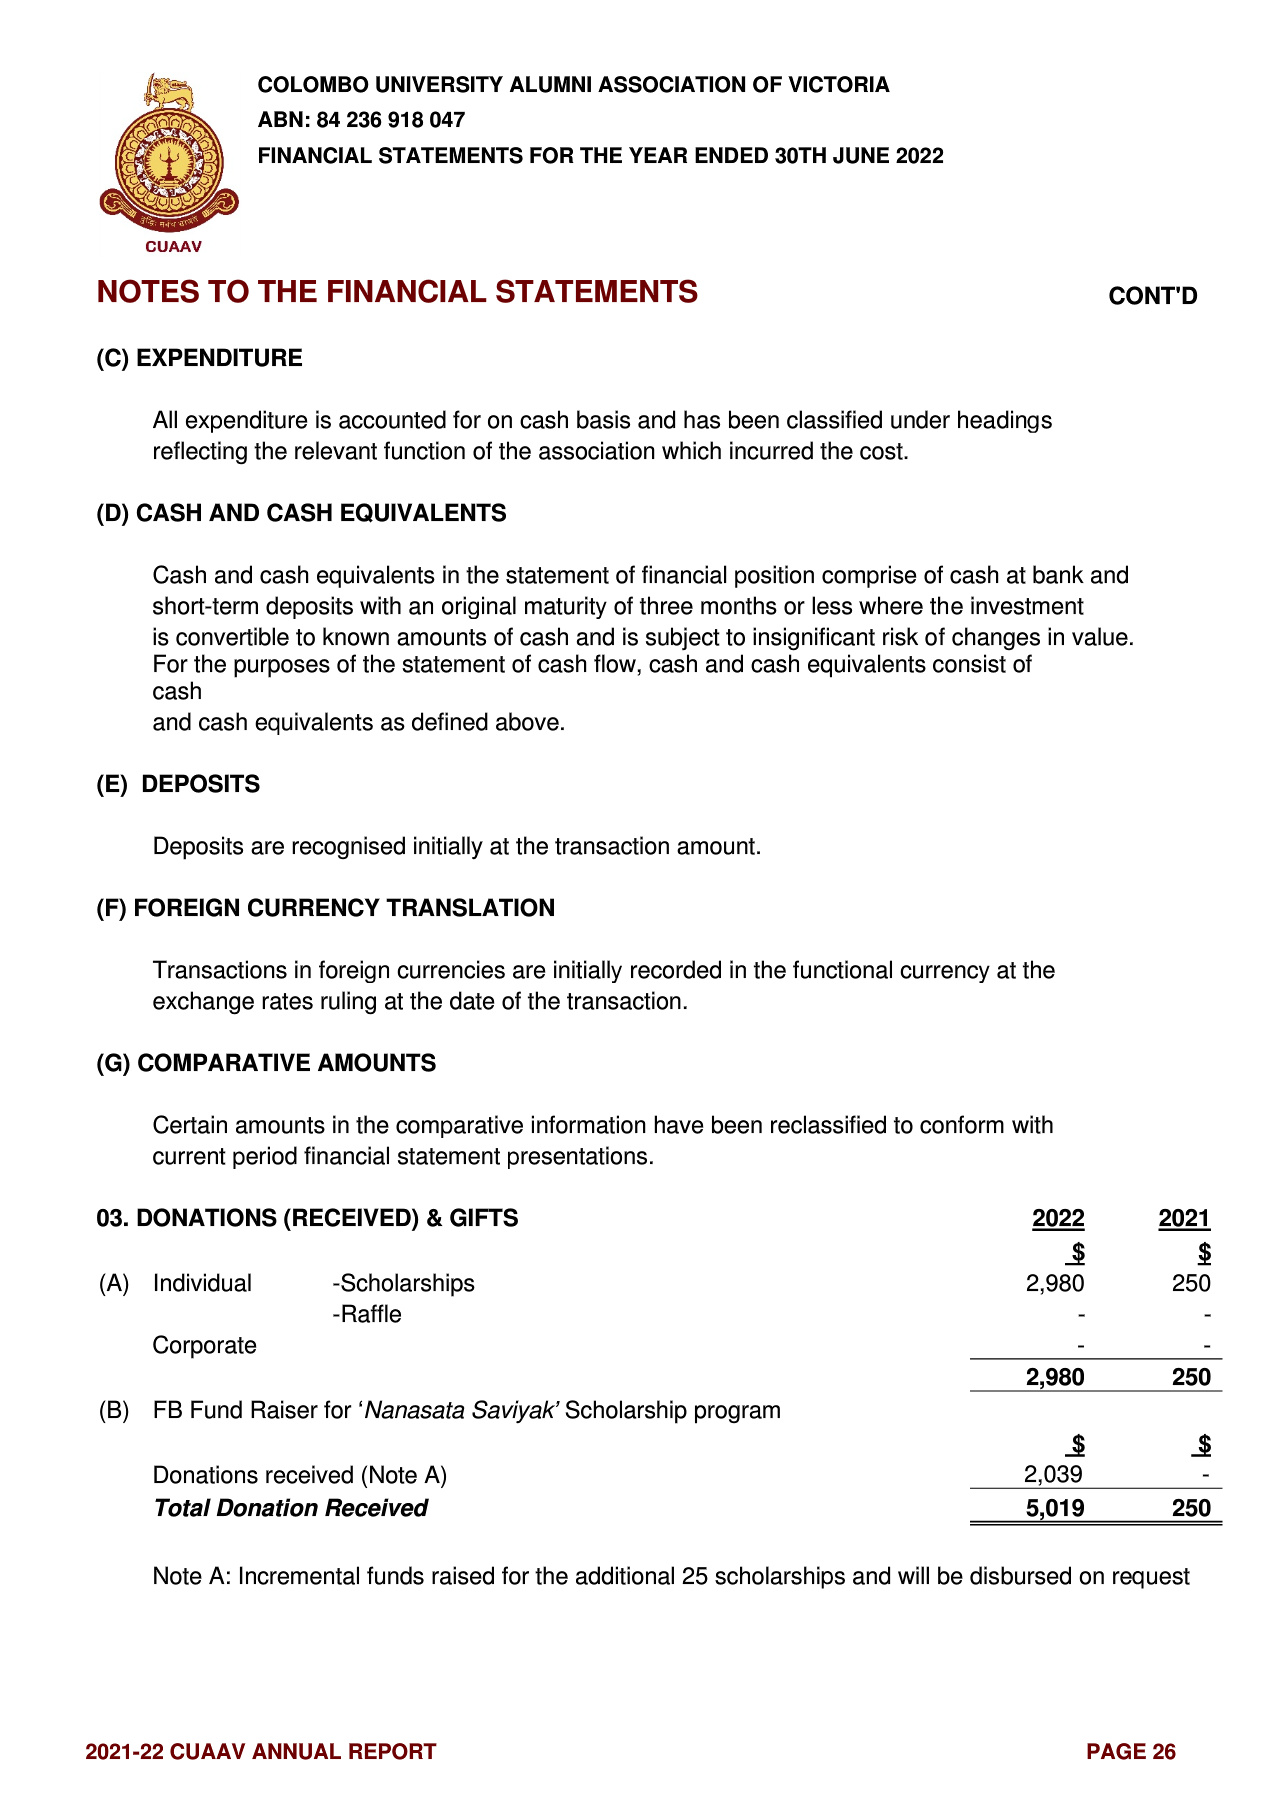 COLOMBO UNIVERSITY ALUMNI ASSOCIATION OF VICTORIA
ABN: 84 236 918 047
FINANCIAL STATEMENTS FOR THE YEAR ENDED 30TH JUNE 2022
CUAAV
NOTES TO THE FINANCIAL STATEMENTS CONT'D
(C) EXPENDITURE
All expenditure is accounted for on cash basis and has been classified under headings
reflecting the relevant function of the association which incurred the cost.
(D) CASH AND CASH EQUIVALENTS
Cash and cash equivalents in the statement of financial position comprise of cash at bank and
short-term deposits with an original maturity of three months or less where the investment
is convertible to known amounts of cash and is subject to insignificant risk of changes in value.
For the purposes of the statement of cash flow, cash and cash equivalents consist of
cash
and cash equivalents as defined above.
(E) DEPOSITS
Deposits are recognised initially at the transaction amount.
(F) FOREIGN CURRENCY TRANSLATION
Transactions in foreign currencies are initially recorded in the functional currency at the
exchange rates ruling at the date of the transaction.
(G) COMPARATIVE AMOUNTS
Certain amounts in the comparative information have been reclassified to conform with
current period financial statement presentations.
03. DONATIONS (RECEIVED) & GIFTS 2022 2021
$ $
(A) Individual -Scholarships 2,980 250
-Raffle - -
Corporate - -
2,980 250
(B) FB Fund Raiser for ‘Nanasata Saviyak’ Scholarship program
$ $
Donations received (Note A) 2,039 -
Total Donation Received 5,019 250
Note A: Incremental funds raised for the additional 25 scholarships and will be disbursed on request
2021-22 CUAAV ANNUAL REPORT PAGE 26